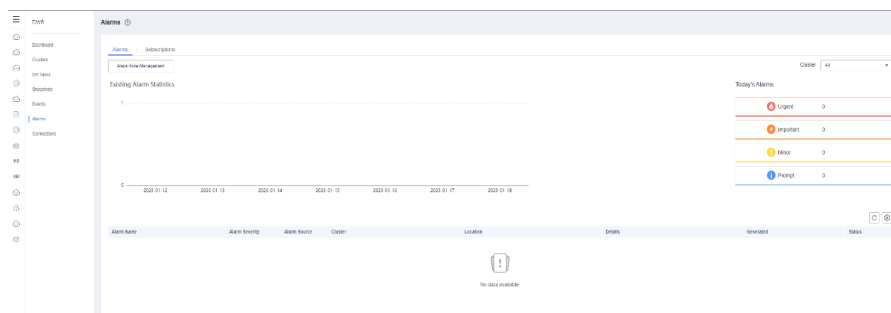 DWS
Alarms
Dashboard
Clusters
DR Tasks
Snapshots
Events
Alarms
Connections
Alarms
Subscriptions
Alarm Rule Management
Cluster
All
Existing Alarm Statistics
1
0
2023-01-12
2023-01-13
2023-01-14
2023-01-15
2023-01-16
2023-01-17
2023-01-18
Today's Alarms
Urgent 0
Important 0
Minor 0
Prompt 0
Alarm Name Alarm Severity Alarm Source Cluster Location Details Generated Status
No data available